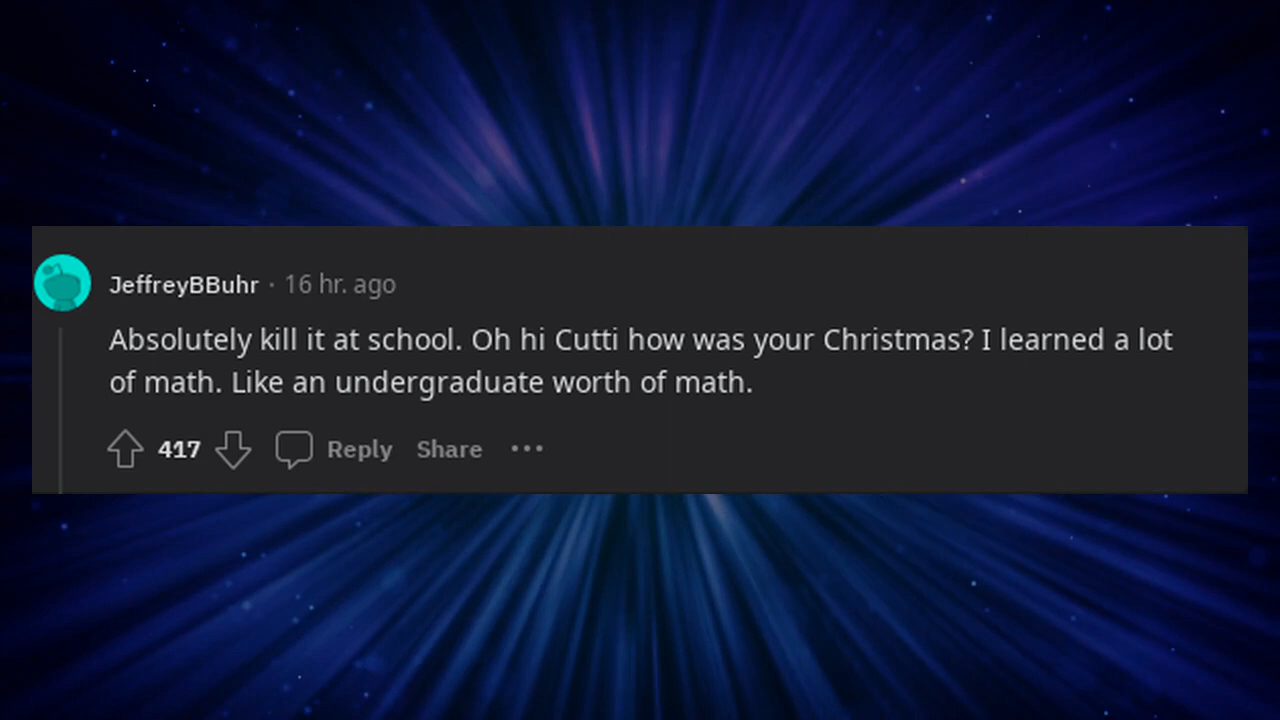 JeffreyBBuhr · 16 hr. ago
Absolutely kill it at school. Oh hi Cutti how was your Christmas? I learned a lot
of math. Like an undergraduate worth of math.
417 Reply Share ···